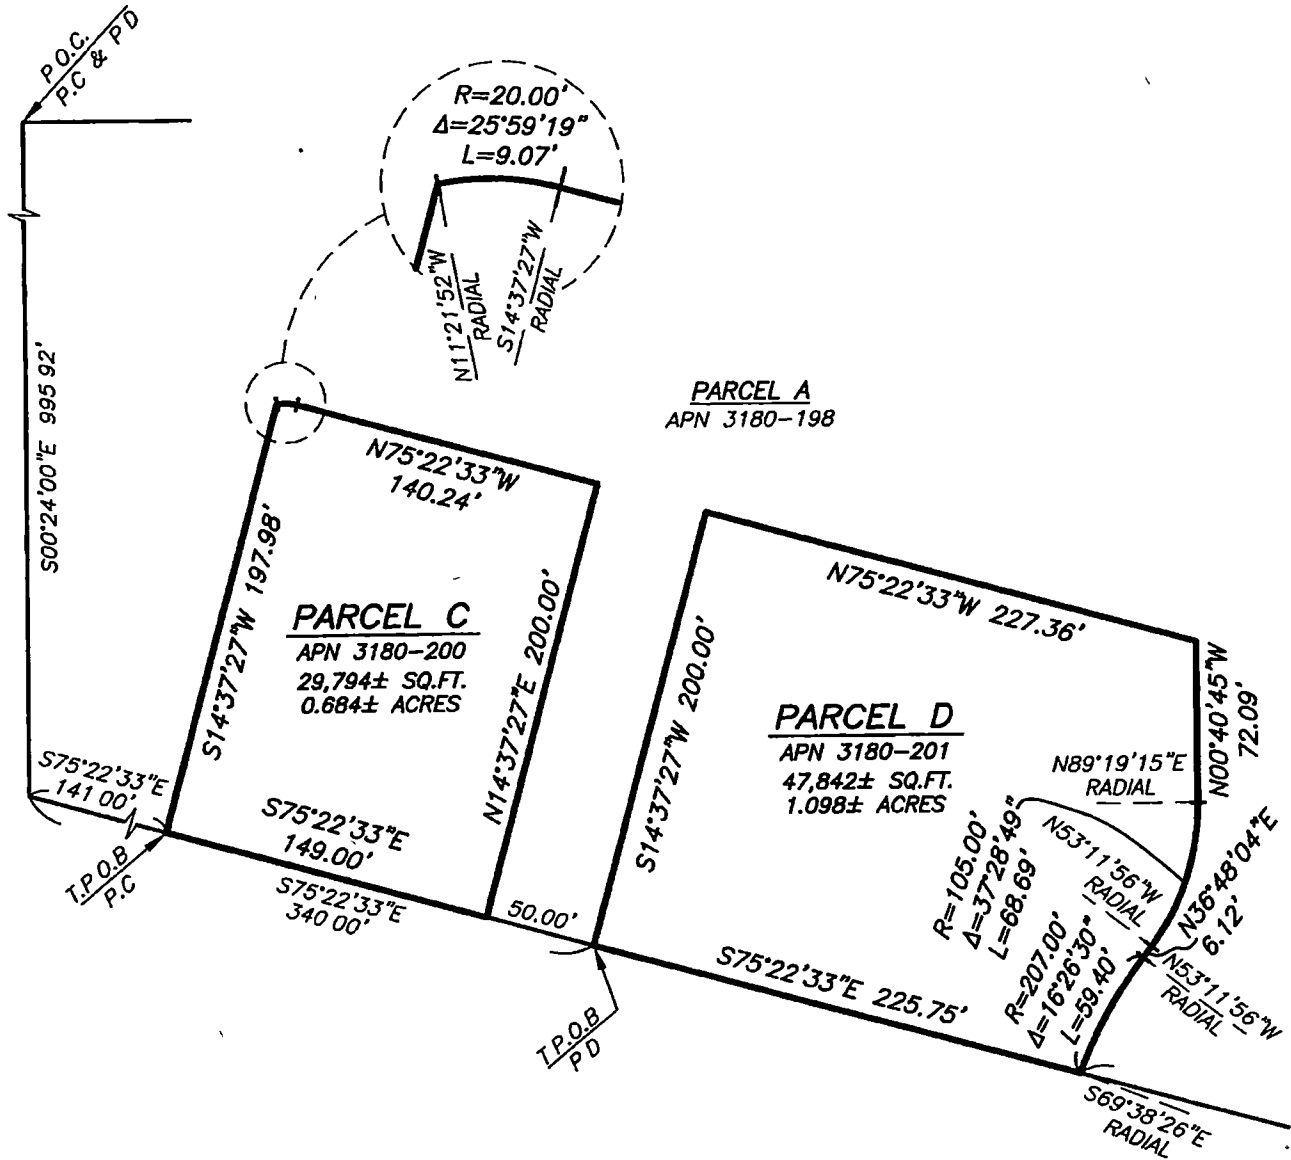 P.O.C.
P.C & P D
R=20.00'
Δ=25°59'19"
L=9.07'
N11°21'52"W
RADIAL
S14°37'27"W
RADIAL
S00°24'00"E 995 92'
PARCEL A
APN 3180-198
N75°22'33"W
140.24'
S14°37'27"W 197.98'
PARCEL C
APN 3180-200
29,794± SQ.FT.
0.684± ACRES
N14°37'27"E 200.00'
N75°22'33"W 227.36'
S14°37'27"W 200.00'
PARCEL D
APN 3180-201
47,842± SQ.FT.
1.098± ACRES
N00°40'45"W
72.09'
N89°19'15"E
RADIAL
S75°22'33"E
141 00'
S75°22'33"E
149.00'
S75°22'33"E
340 00'
T.P.O.B
P.C
50.00'
R=105.00'
Δ=37°28'49"
L=68.69'
N53°11'56"W
RADIAL
N36°48'04"E
6.12'
R=207.00'
Δ=16°26'30"
L=59.40'
N53°11'56"W
RADIAL
S75°22'33"E 225.75'
T.P.O.B
P D
S69°38'26"E
RADIAL